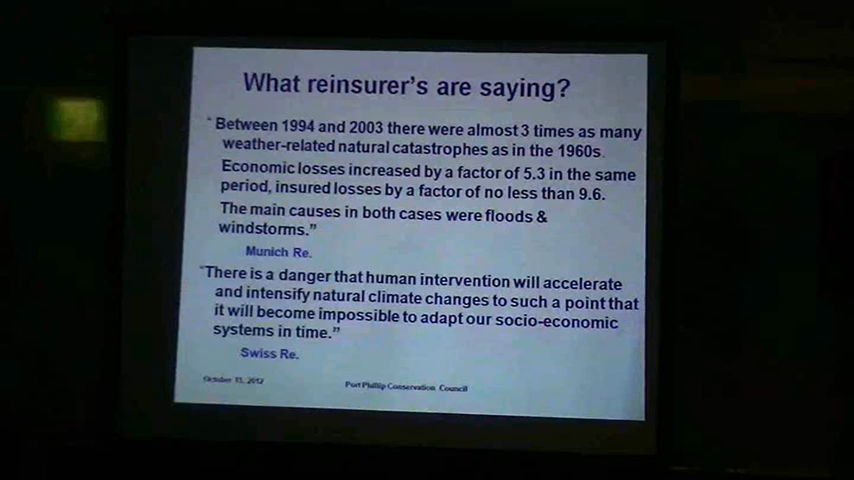 What reinsurer's are saying?
"Between 1994 and 2003 there were almost 3 times as many
weather-related natural catastrophes as in the 1960s.
Economic losses increased by a factor of 5.3 in the same
period, insured losses by a factor of no less than 9.6.
The main causes in both cases were floods &
windstorms."
Munich Re.
"There is a danger that human intervention will accelerate
and intensify natural climate changes to such a point that
it will become impossible to adapt our socio-economic
systems in time."
Swiss Re.
October 13, 2012
Port Phillip Conservation Council